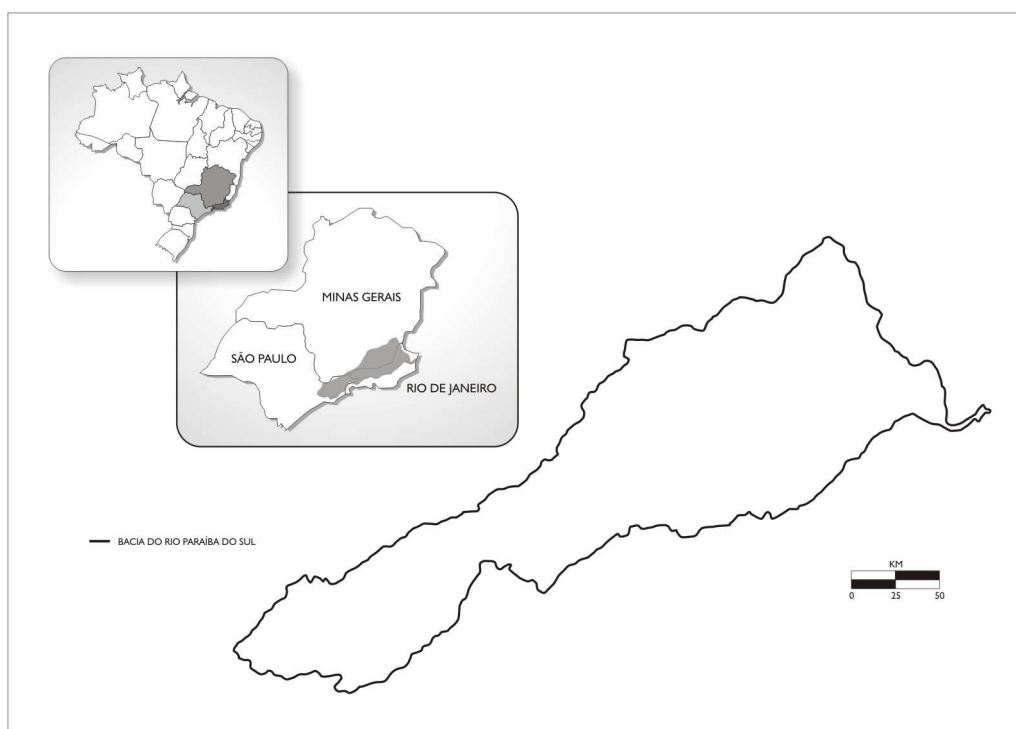 MINAS GERAIS
SÃO PAULO
RIO DE JANEIRO
BACIA DO RIO PARAÍBA DO SUL
KM
0 25 50